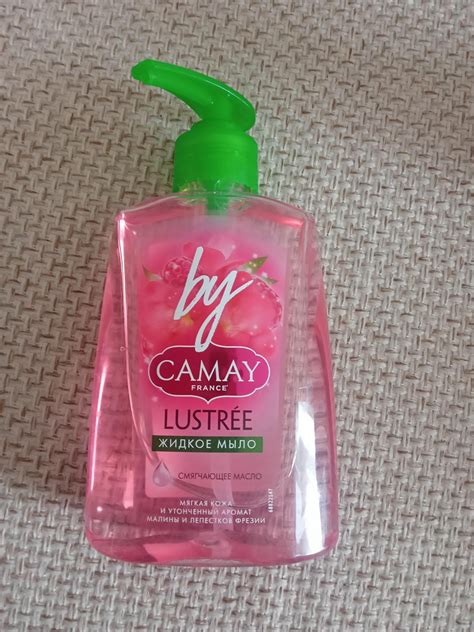 by
CAMAY
FRANCE
LUSTRÉE
ЖИДКОЕ МЫЛО
СМЯГЧАЮЩЕЕ МАСЛО
МЯГКАЯ КОЖА
И УТОНЧЕННЫЙ АРОМАТ
МАЛИНЫ И ЛЕПЕСТКОВ ФРЕЗИИ